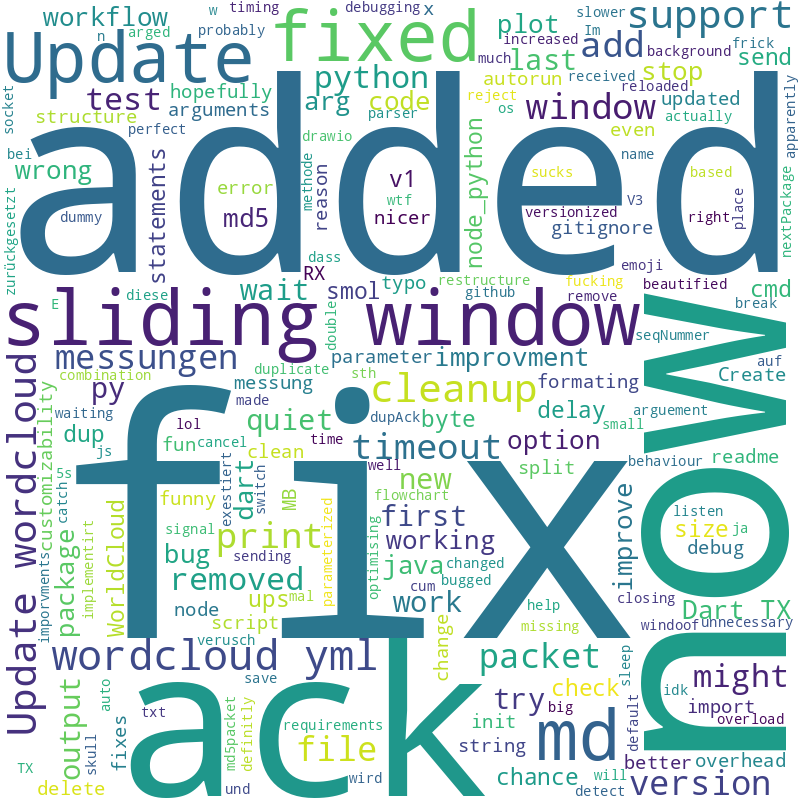 workflow
n
arged
w
timing
probably
debugging
x
slower
Im
support
Update
fixed
plot
increased
add
background
frick
much
python
last
send
socket
test
hopefully
autorun
received
stop
reloaded
structure
arguments
arg
code
window
updated
reject
os
actually
apparently
perfect
parser
even
drawio
bei
wrong
statements
methode
reason
added
node_python
name
sucks
based
error
v1
wtf
versionized
V3
right
place
nextPackage
dummy
md5
nicer
gitignore
zurückgesetzt
dass
RX
emoji
diese
wait
smol
typo
restructure
fucking
beautified
github
remove
cmd
E
double
break
sliding window
seqNummer
messungen
parameter
improvment
auf
Create
combination
duplicate
sth
Update wordcloud
py
messung
cleanup
formating
waiting
made
dupAck
delay
arguement
customizability
dup
lol
quiet
byte
small
js
fun
cancel
time
timeout
option
now
readme
5s
clean
well
split
behaviour
catch
dart
exestiert
switch
MB
new
funny
flowchart
listen
ja
improve
size
package
implementirt
WorldCloud
signal
parameterized
first
print
working
debug
bug
sending
optimising
java
changed
fix
removed
cum
bugged
closing
Dart TX
imporvments
node
ups
mal
work
help
script
missing
windoof
unnecessary
verusch
change
wordcloud yml
packet
sleep
might
save
output
auto
txt
md5packet
definitly
ack
try
check
idk
default
big
import
requirements
init
md
skull
fixes
file
string
overload
TX
better
overhead
wird
chance
will
version
delete
und
detect